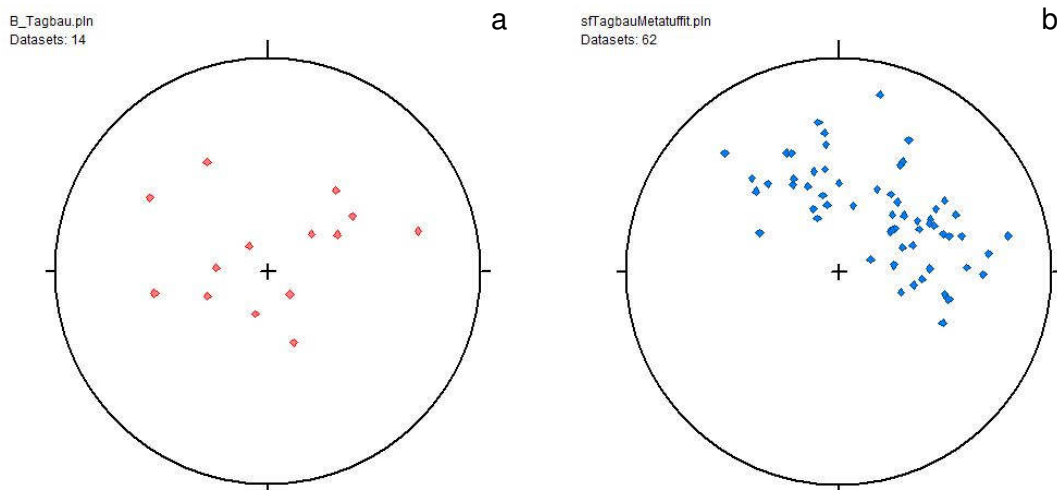 B_Tagbau.pln
Datasets: 14
a
sfTagbauMetatuffit.pln
Datasets: 62
b